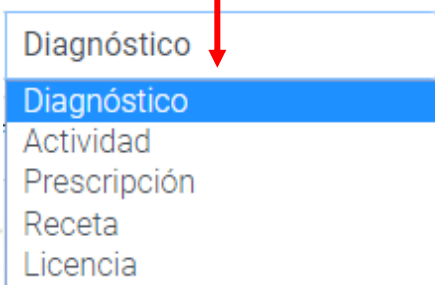 Diagnóstico
Diagnóstico
Actividad
Prescripción
Receta
Licencia